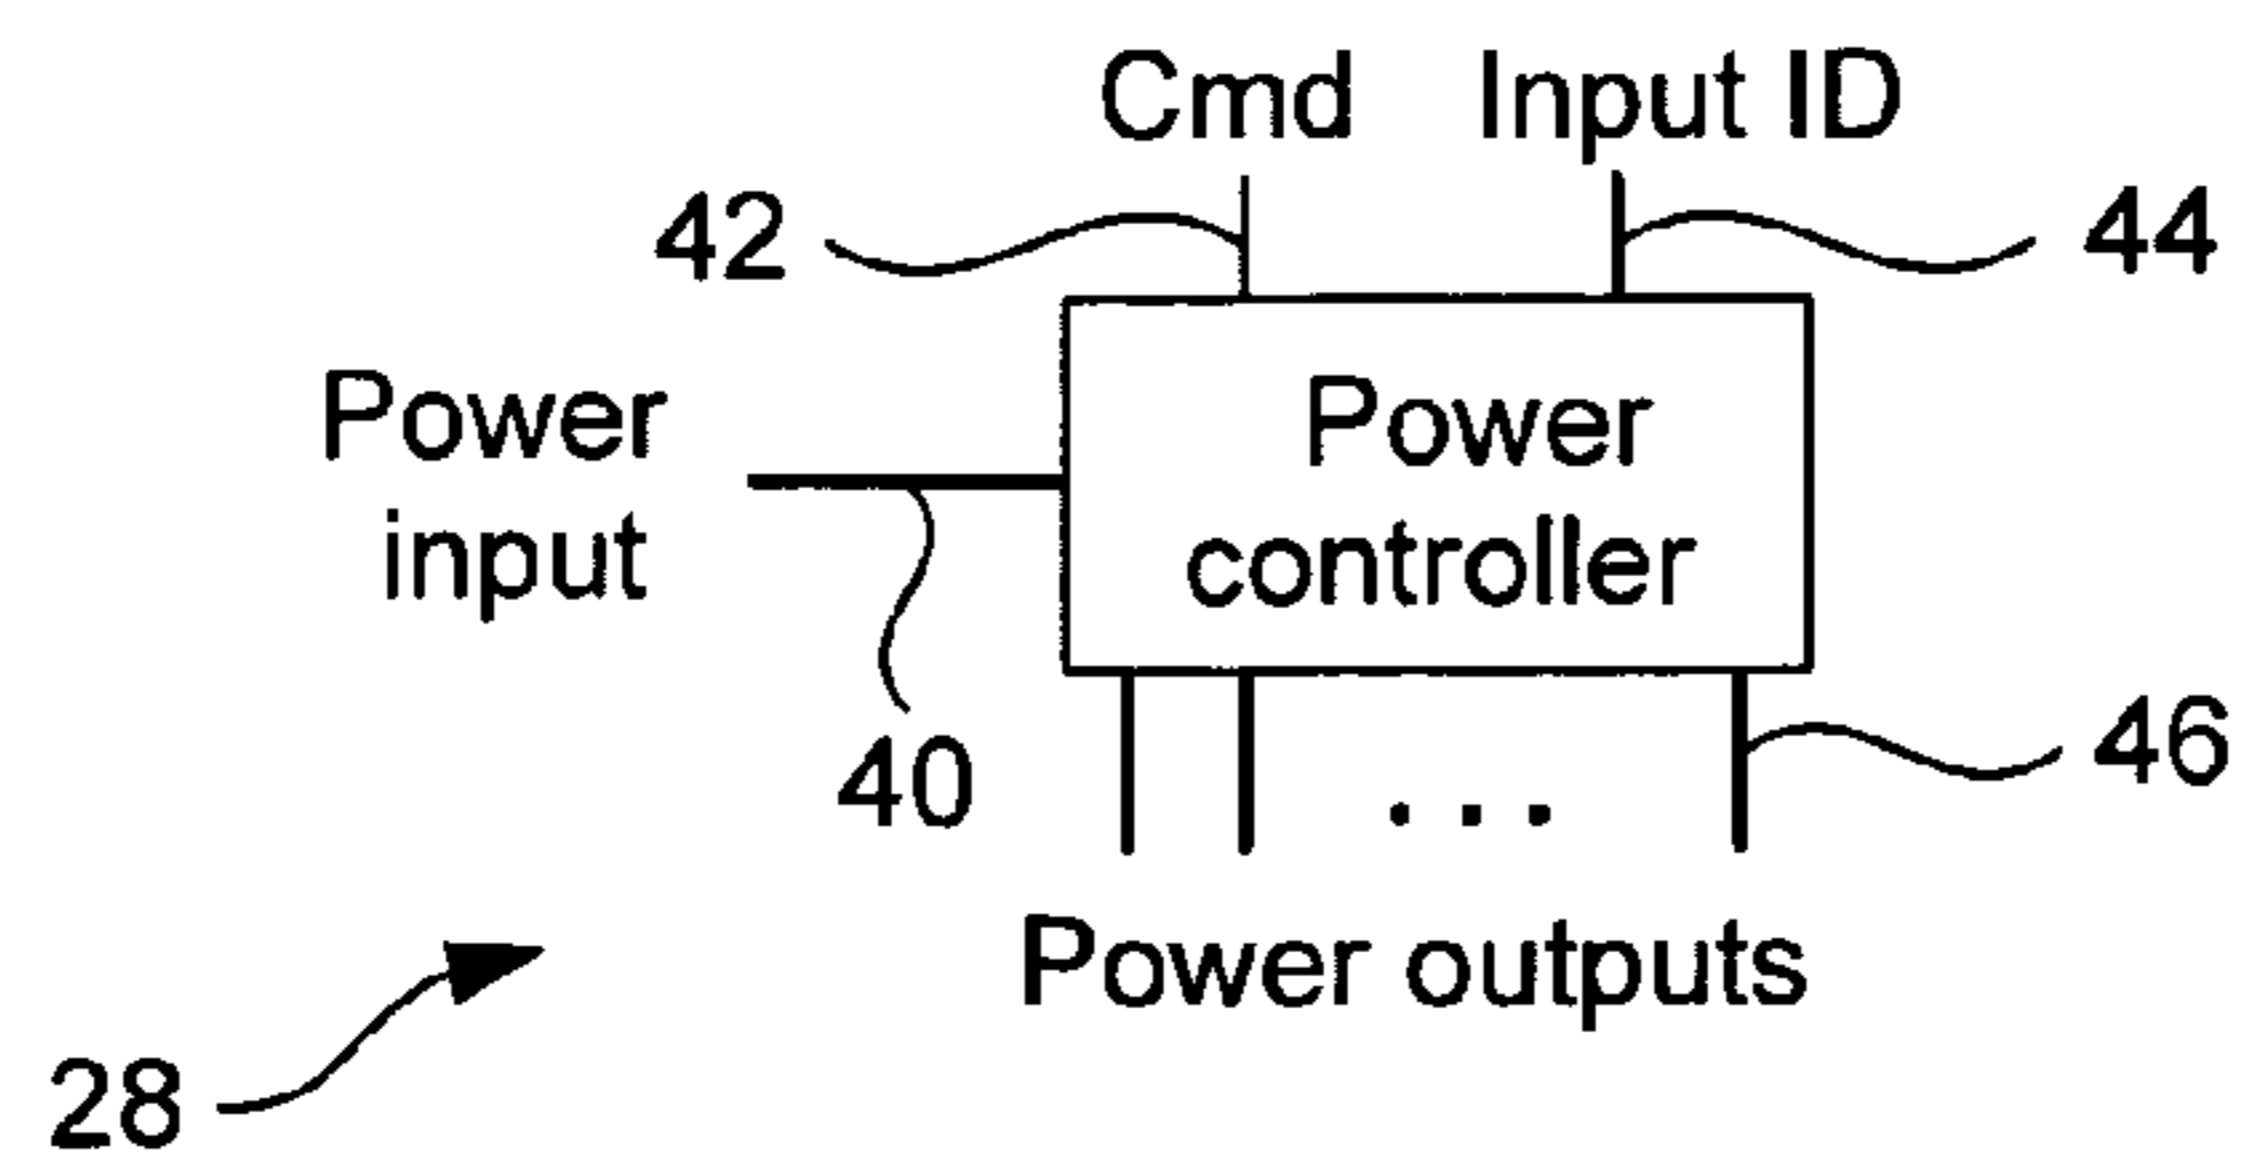 Cmd Input ID
42 44
Power
input
Power
controller
40
46
. . .
Power outputs
28